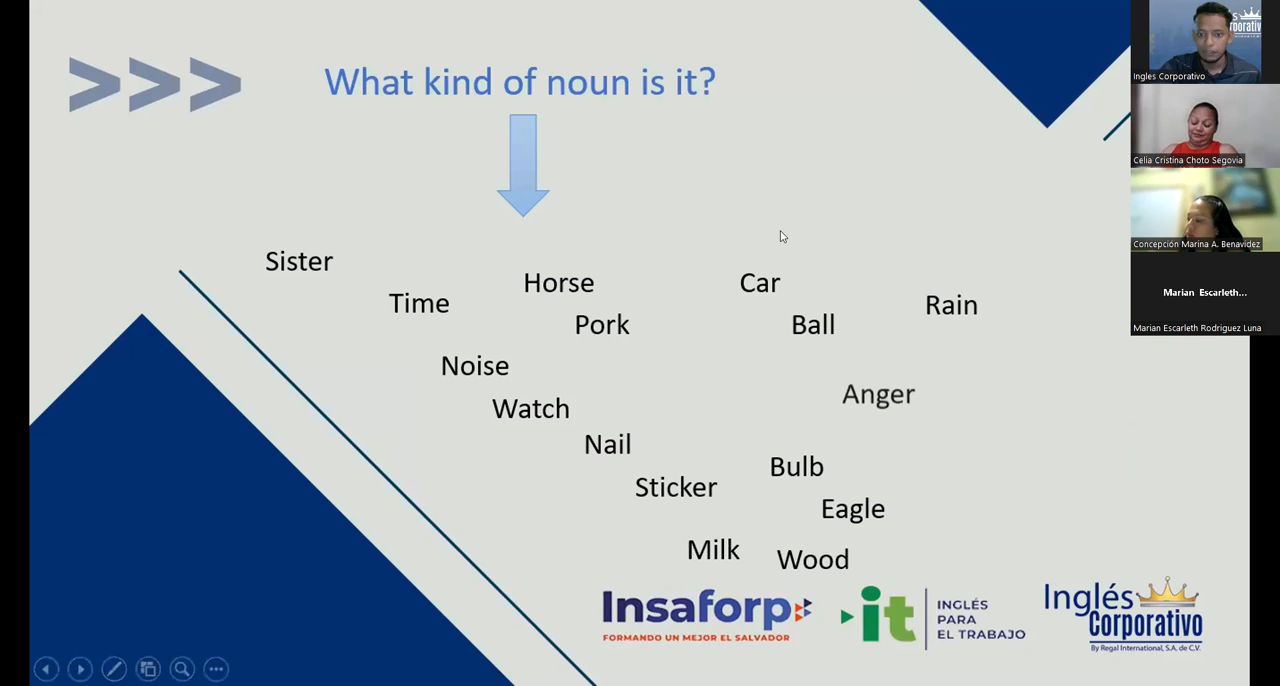 >>>
What kind of noun is it?
Sister
Time
Horse
Car
Rain
Pork
Ball
Noise
Watch
Anger
Nail
Sticker
Bulb
Eagle
Milk
Wood
Insaforp
FORMANDO UN MEJOR EL SALVADOR
it
INGLÉS
PARA
EL TRABAJO
Inglés
Corporativo
By Regal International, S.A. de C.V.
Ingles Corporativo
Celia Cristina Choto Segovia
Concepción Marina A. Benavidez
Marian Escarleth...
Marian Escarleth Rodriguez Luna